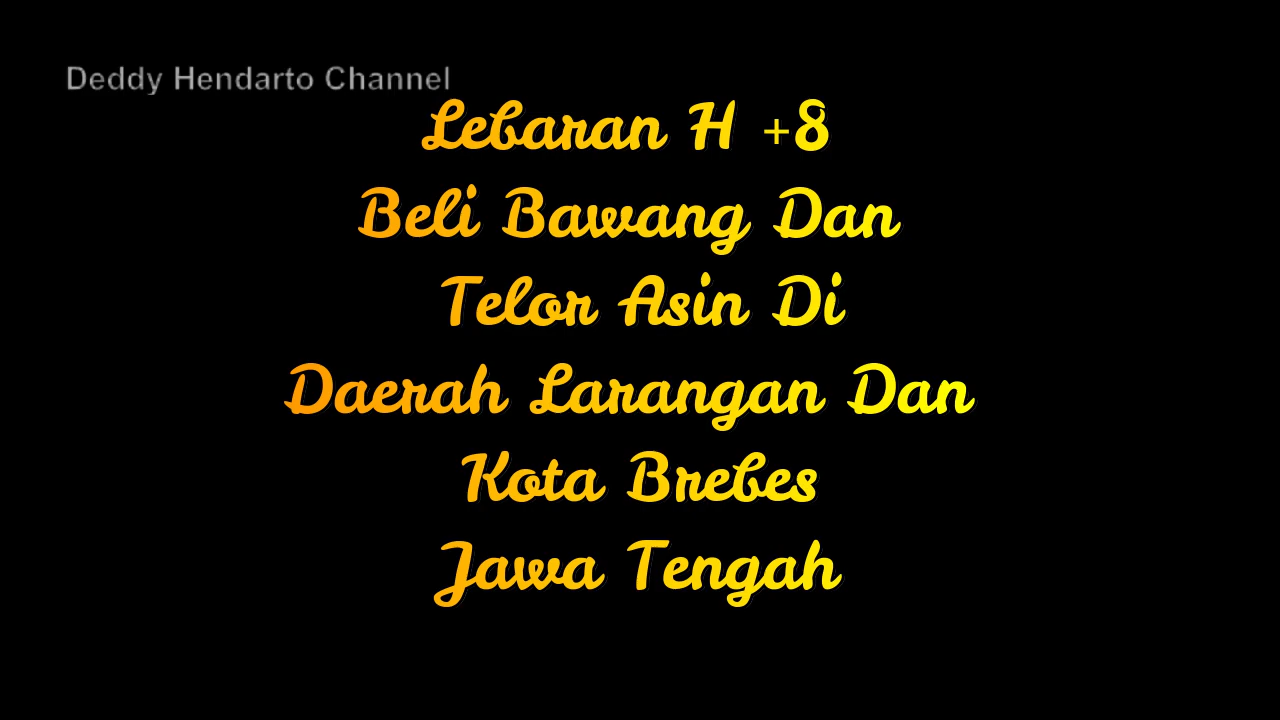 Deddy Hendarto Channel
Lebaran H +8
Beli Bawang Dan
Telor Asin Di
Daerah Larangan Dan
Kota Brebes
Jawa Tengah